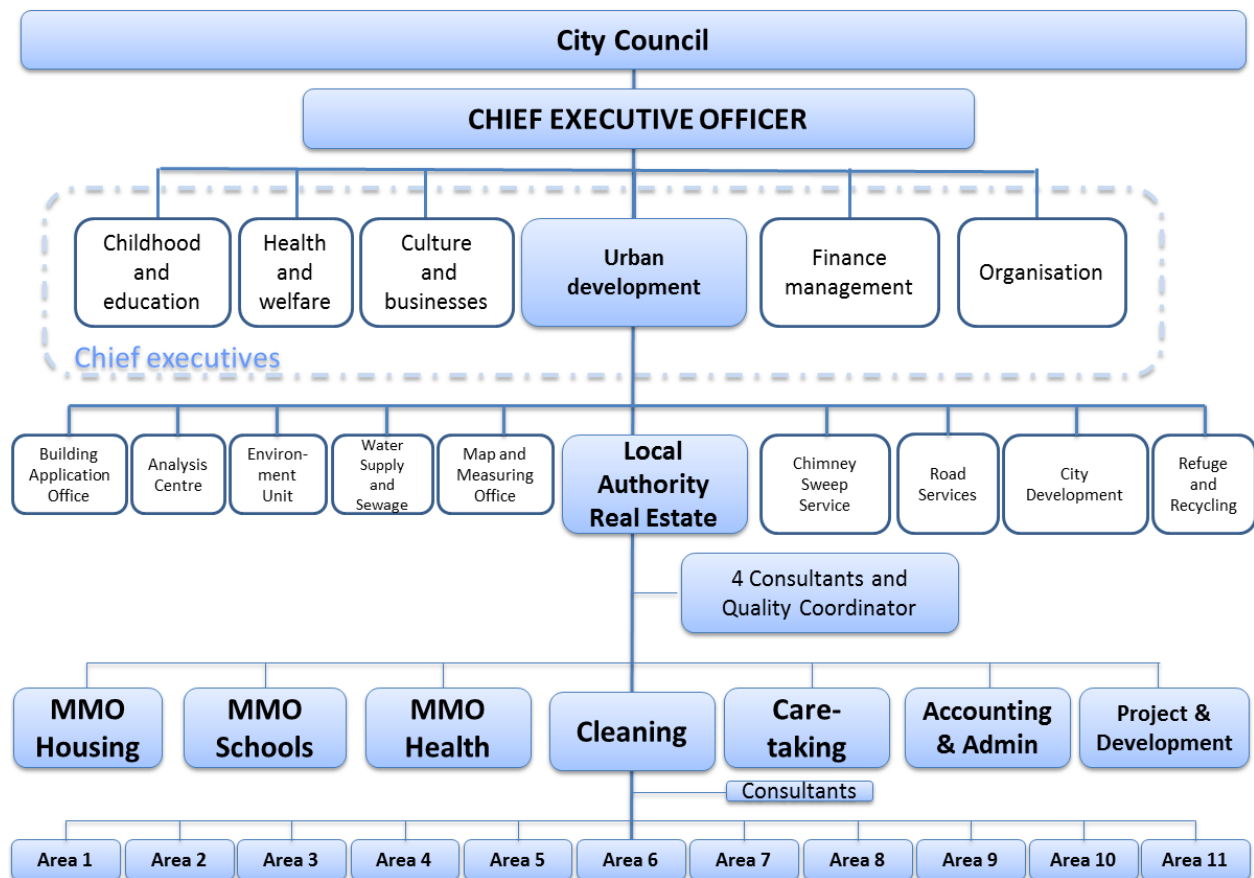 City Council
CHIEF EXECUTIVE OFFICER
Childhood
and
education
Health
and
welfare
Culture
and
businesses
Urban
development
Finance
management
Organisation
Chief executives
Building
Application
Office
Analysis
Centre
Environ-
ment
Unit
Water
Supply
and
Sewage
Map and
Measuring
Office
Local
Authority
Real Estate
Chimney
Sweep
Service
Road
Services
City
Development
Refuge
and
Recycling
4 Consultants and
Quality Coordinator
MMO
Housing
MMO
Schools
MMO
Health
Cleaning
Care-
taking
Accounting
& Admin
Project &
Development
Consultants
Area 1
Area 2
Area 3
Area 4
Area 5
Area 6
Area 7
Area 8
Area 9
Area 10
Area 11